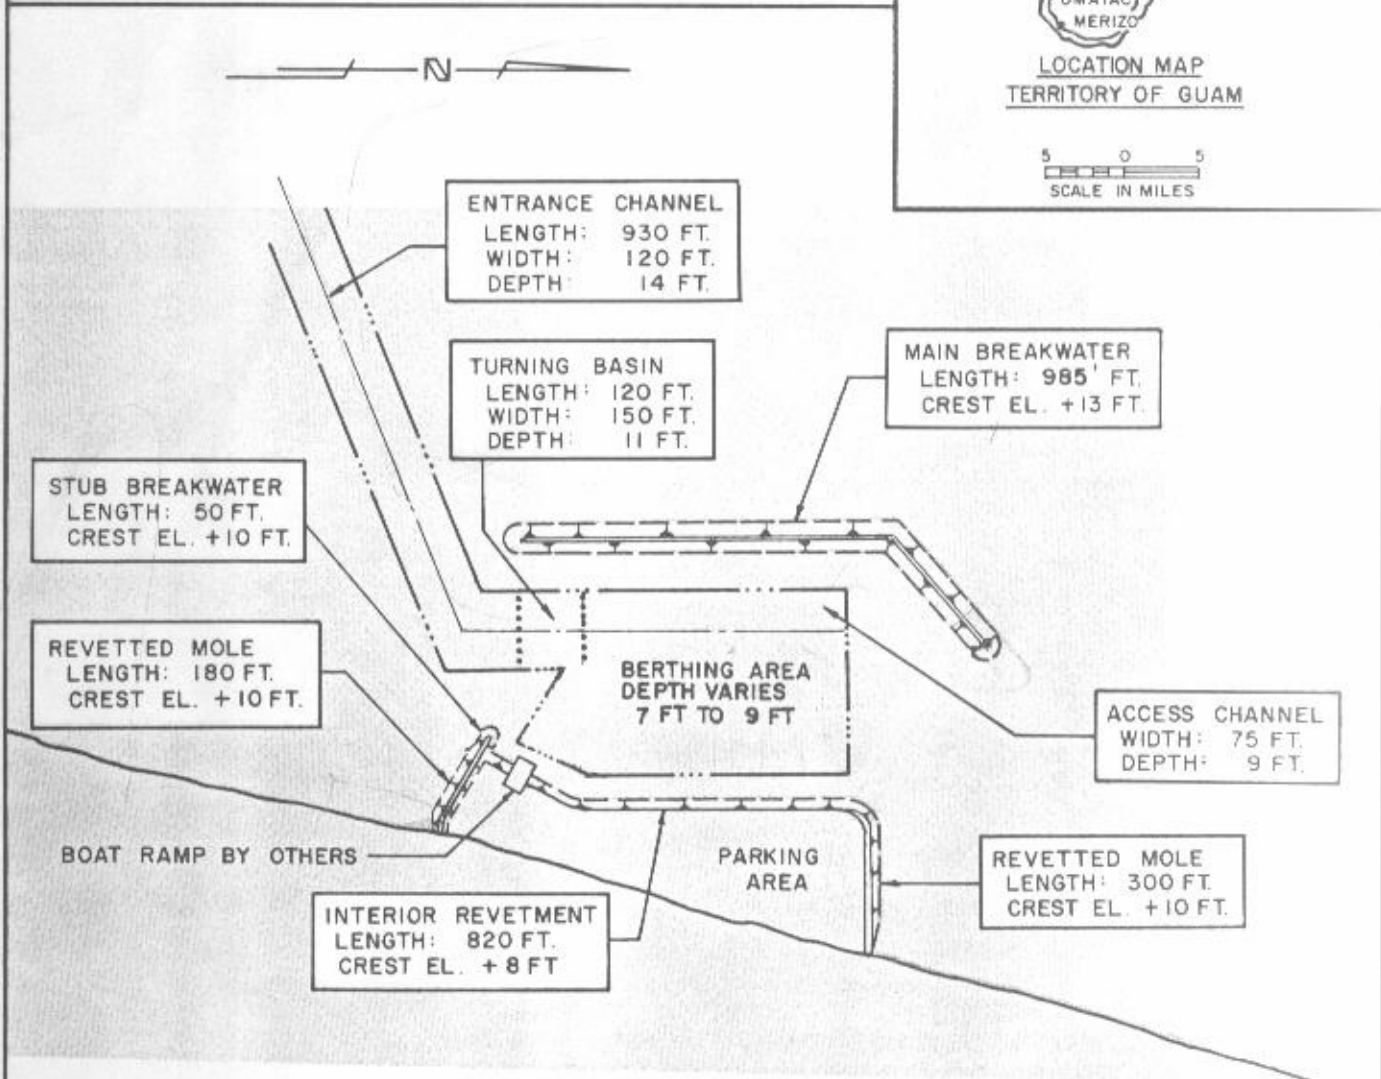 UMATAC
MERIZO
LOCATION MAP
TERRITORY OF GUAM
5 0 5
SCALE IN MILES
N
ENTRANCE CHANNEL
LENGTH: 930 FT.
WIDTH: 120 FT.
DEPTH: 14 FT.
TURNING BASIN
LENGTH: 120 FT.
WIDTH: 150 FT.
DEPTH: 11 FT.
MAIN BREAKWATER
LENGTH: 985' FT.
CREST EL. +13 FT.
STUB BREAKWATER
LENGTH: 50 FT.
CREST EL. +10 FT.
REVETTED MOLE
LENGTH: 180 FT.
CREST EL. +10 FT.
BERTHING AREA
DEPTH VARIES
7 FT TO 9 FT
ACCESS CHANNEL
WIDTH: 75 FT.
DEPTH: 9 FT.
BOAT RAMP BY OTHERS
PARKING
AREA
REVETTED MOLE
LENGTH: 300 FT.
CREST EL. +10 FT.
INTERIOR REVETMENT
LENGTH: 820 FT.
CREST EL. +8 FT